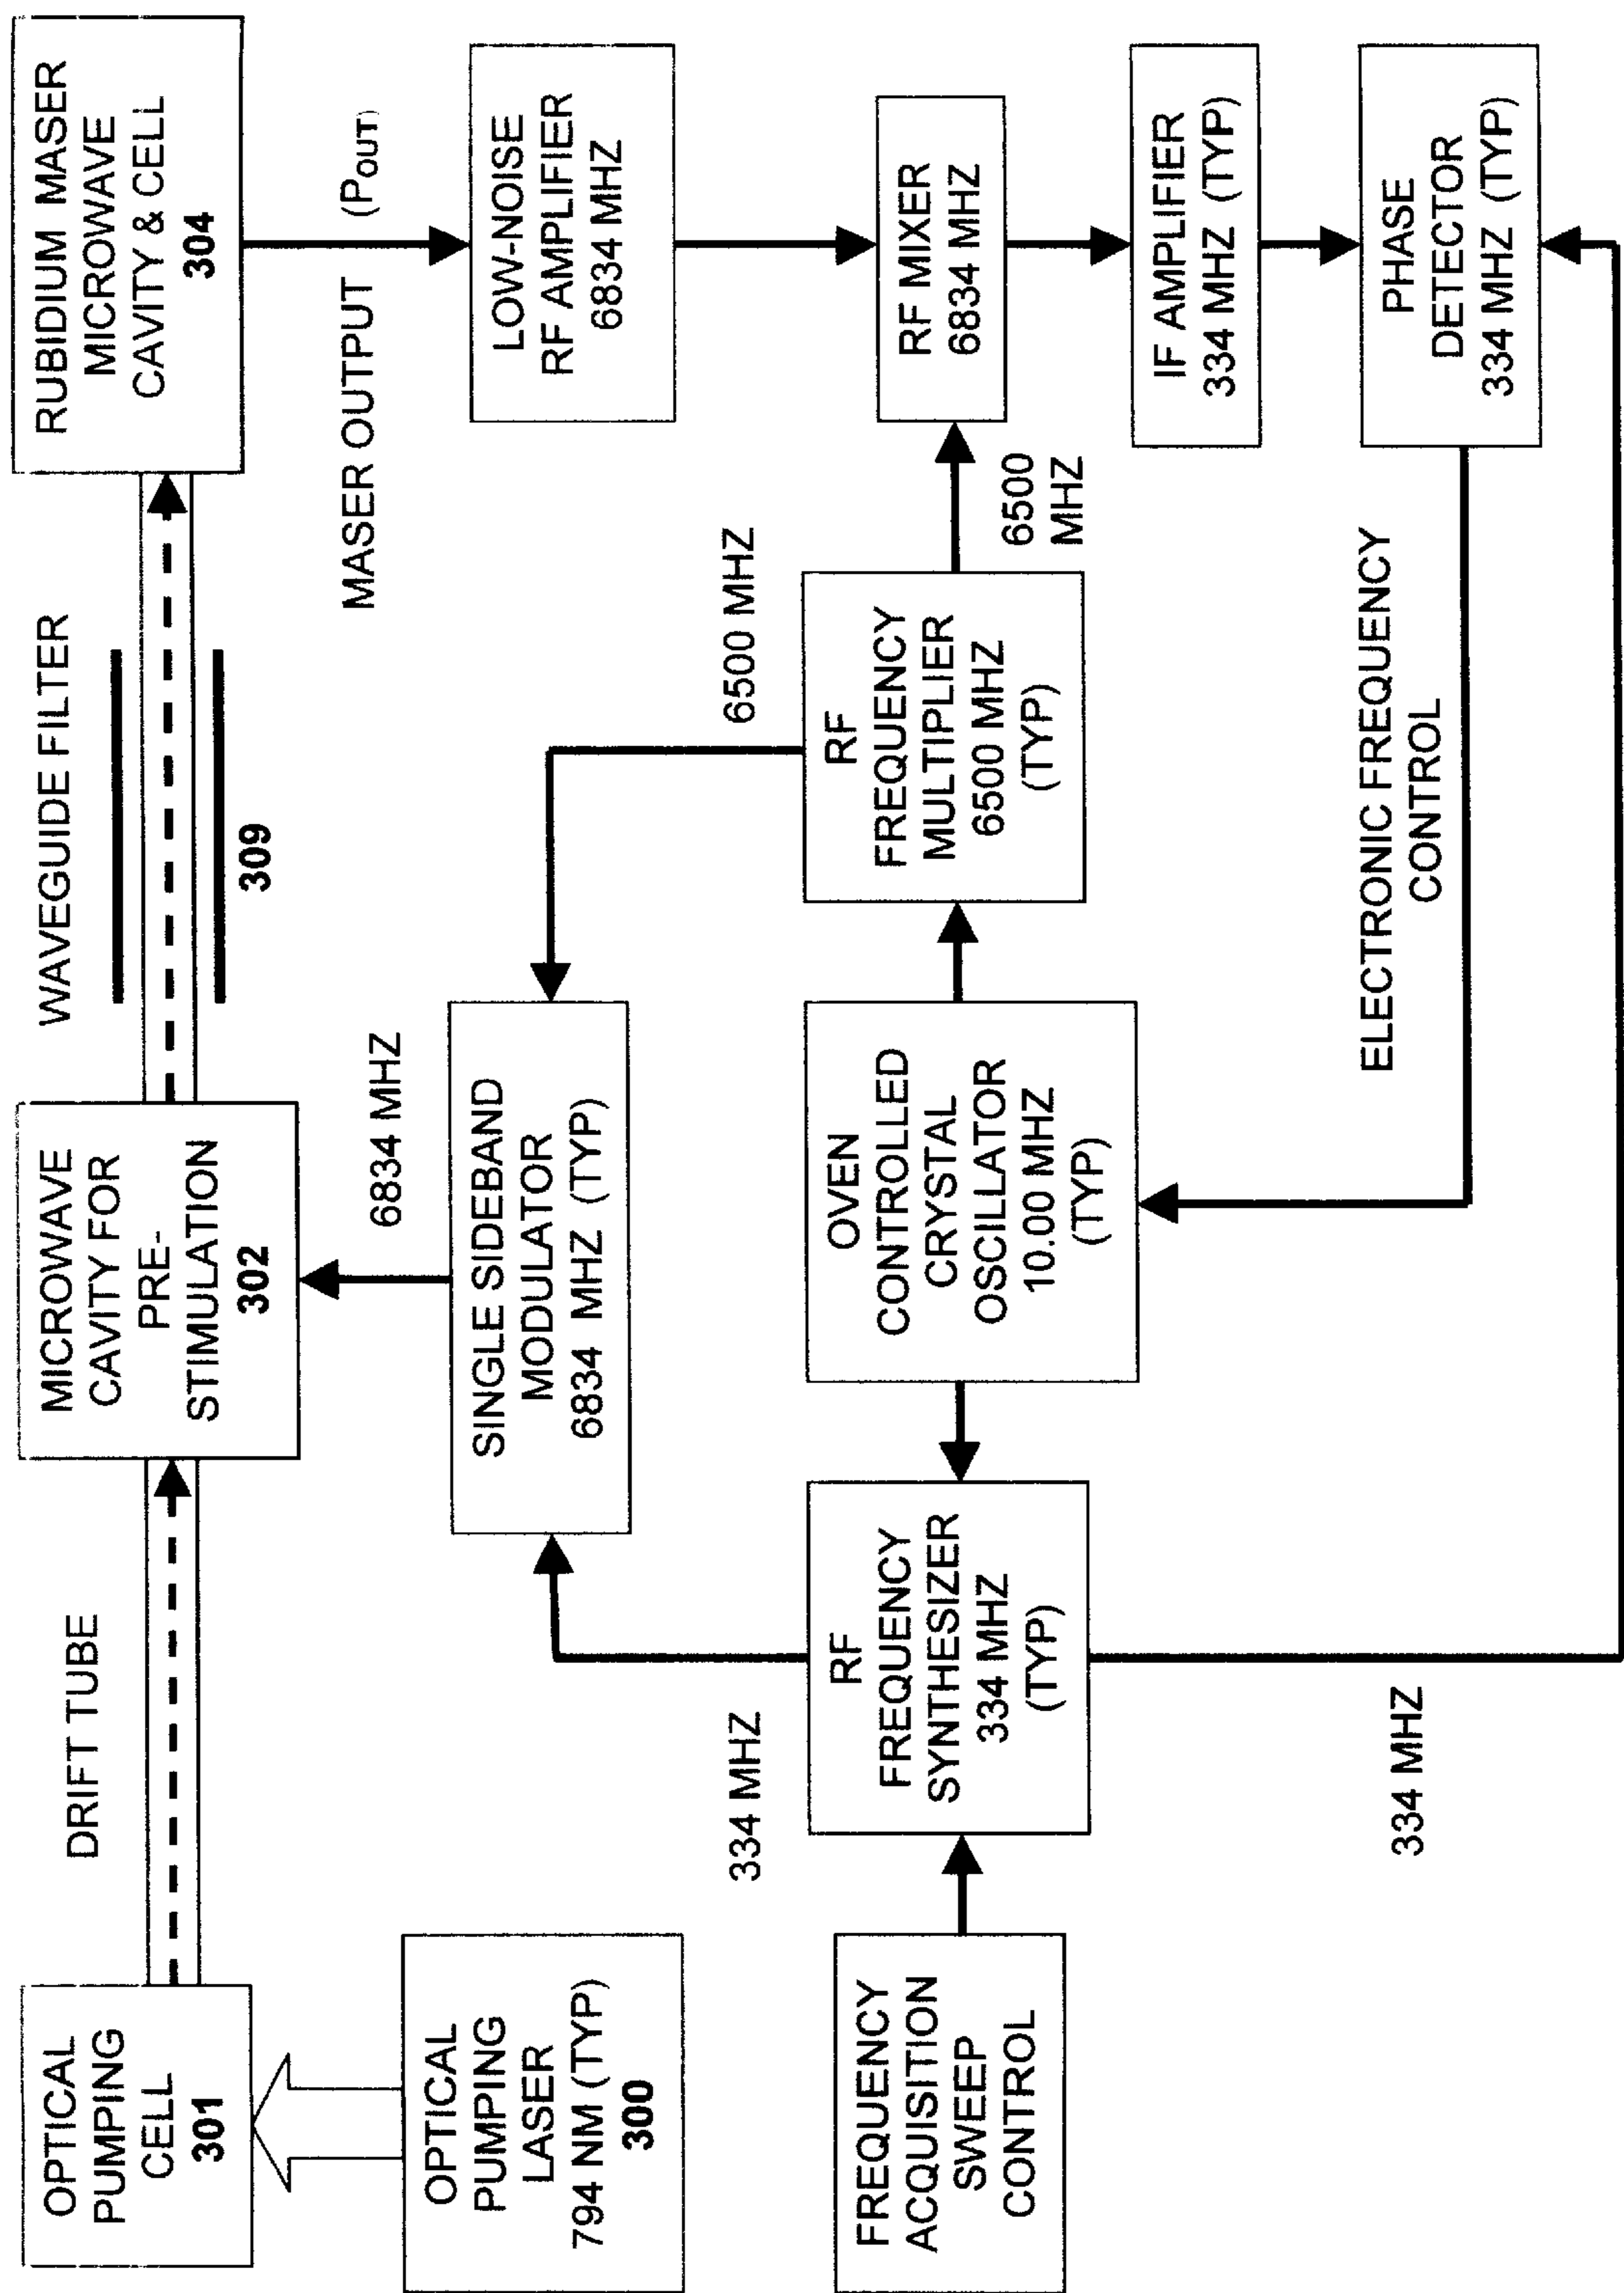 OPTICAL
PUMPING
CELL
301
DRIFT TUBE
MICROWAVE
CAVITY FOR
PRE-
STIMULATION
302
WAVEGUIDE FILTER
309
RUBIDIUM MASER
MICROWAVE
CAVITY & CELL
304
OPTICAL
PUMPING
LASER
794 NM (TYP)
300
6834 MHZ
MASER OUTPUT (POUT)
SINGLE SIDEBAND
MODULATOR
6834 MHZ (TYP)
LOW-NOISE
RF AMPLIFIER
6834 MHZ
334 MHZ
6500 MHZ
FREQUENCY
ACQUISITION
SWEEP
CONTROL
RF
FREQUENCY
SYNTHESIZER
334 MHZ
(TYP)
OVEN
CONTROLLED
CRYSTAL
OSCILLATOR
10.00 MHZ
(TYP)
RF
FREQUENCY
MULTIPLIER
6500 MHZ
(TYP)
6500
MHZ
RF MIXER
6834 MHZ
IF AMPLIFIER
334 MHZ (TYP)
334 MHZ
ELECTRONIC FREQUENCY
CONTROL
PHASE
DETECTOR
334 MHZ (TYP)